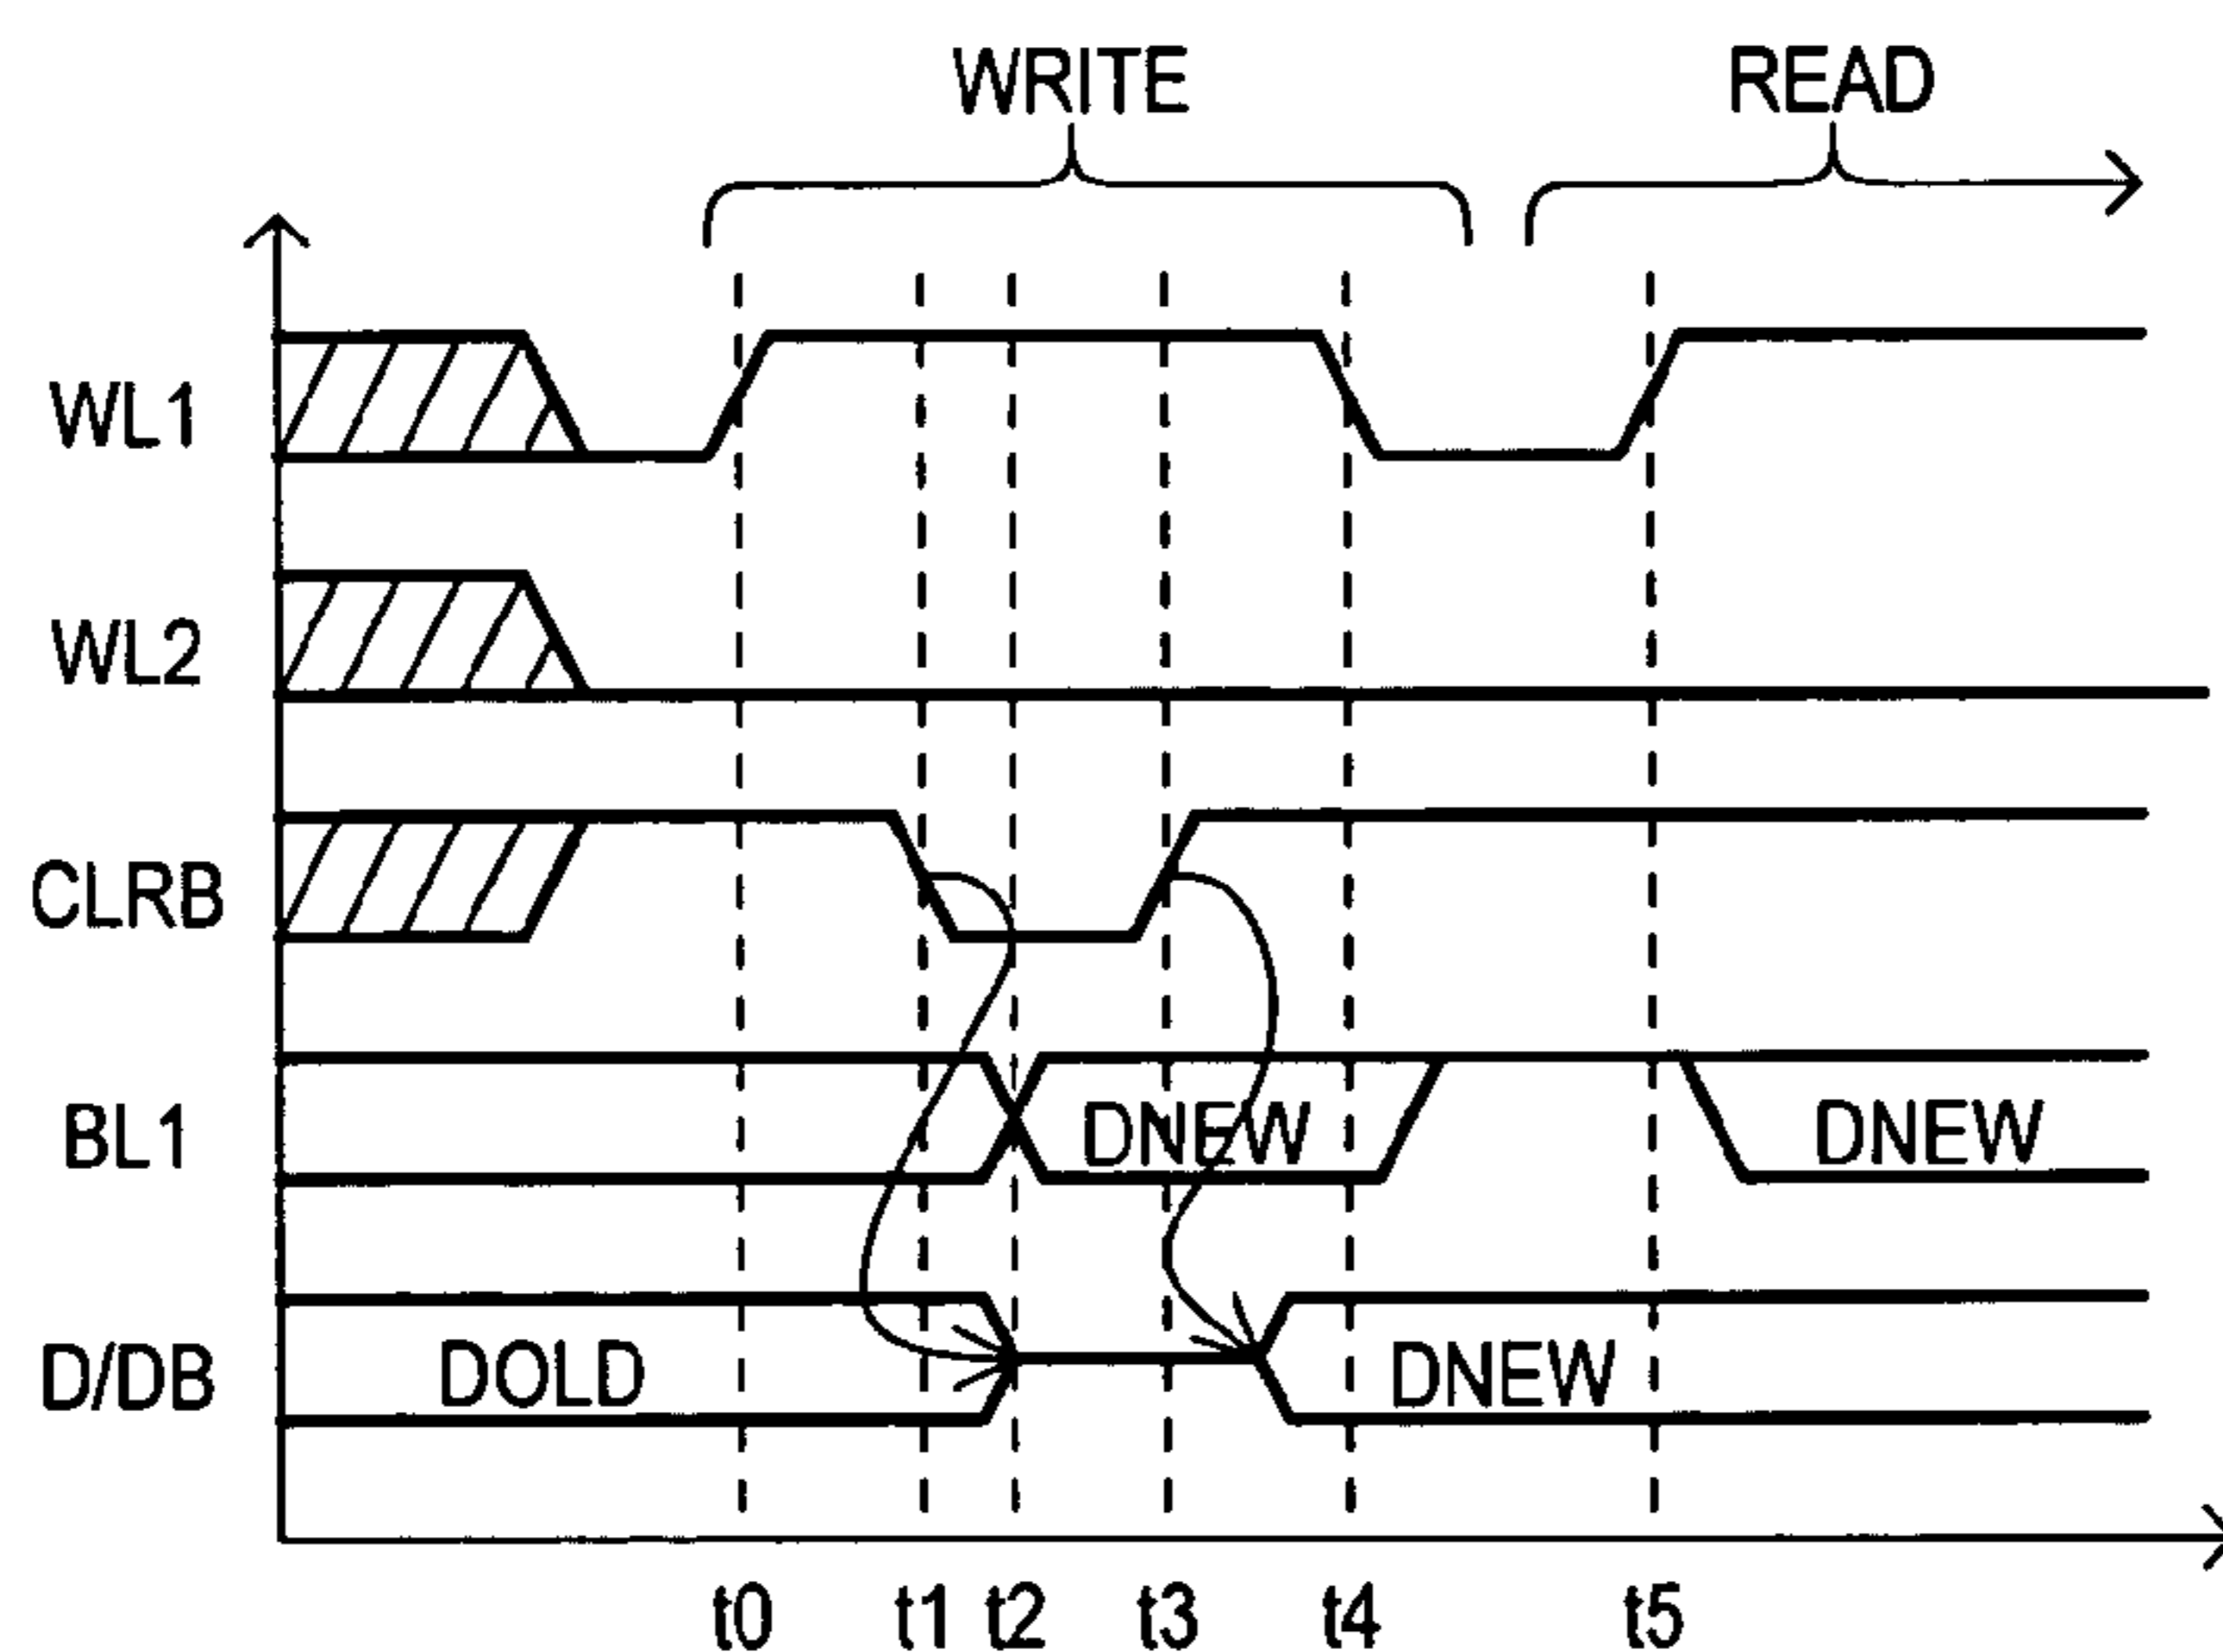 WRITE READ
WL1
WL2
CLRB
BL1 DNEW DNEW
D/DB DOLD DNEW
t0 t1 t2 t3 t4 t5